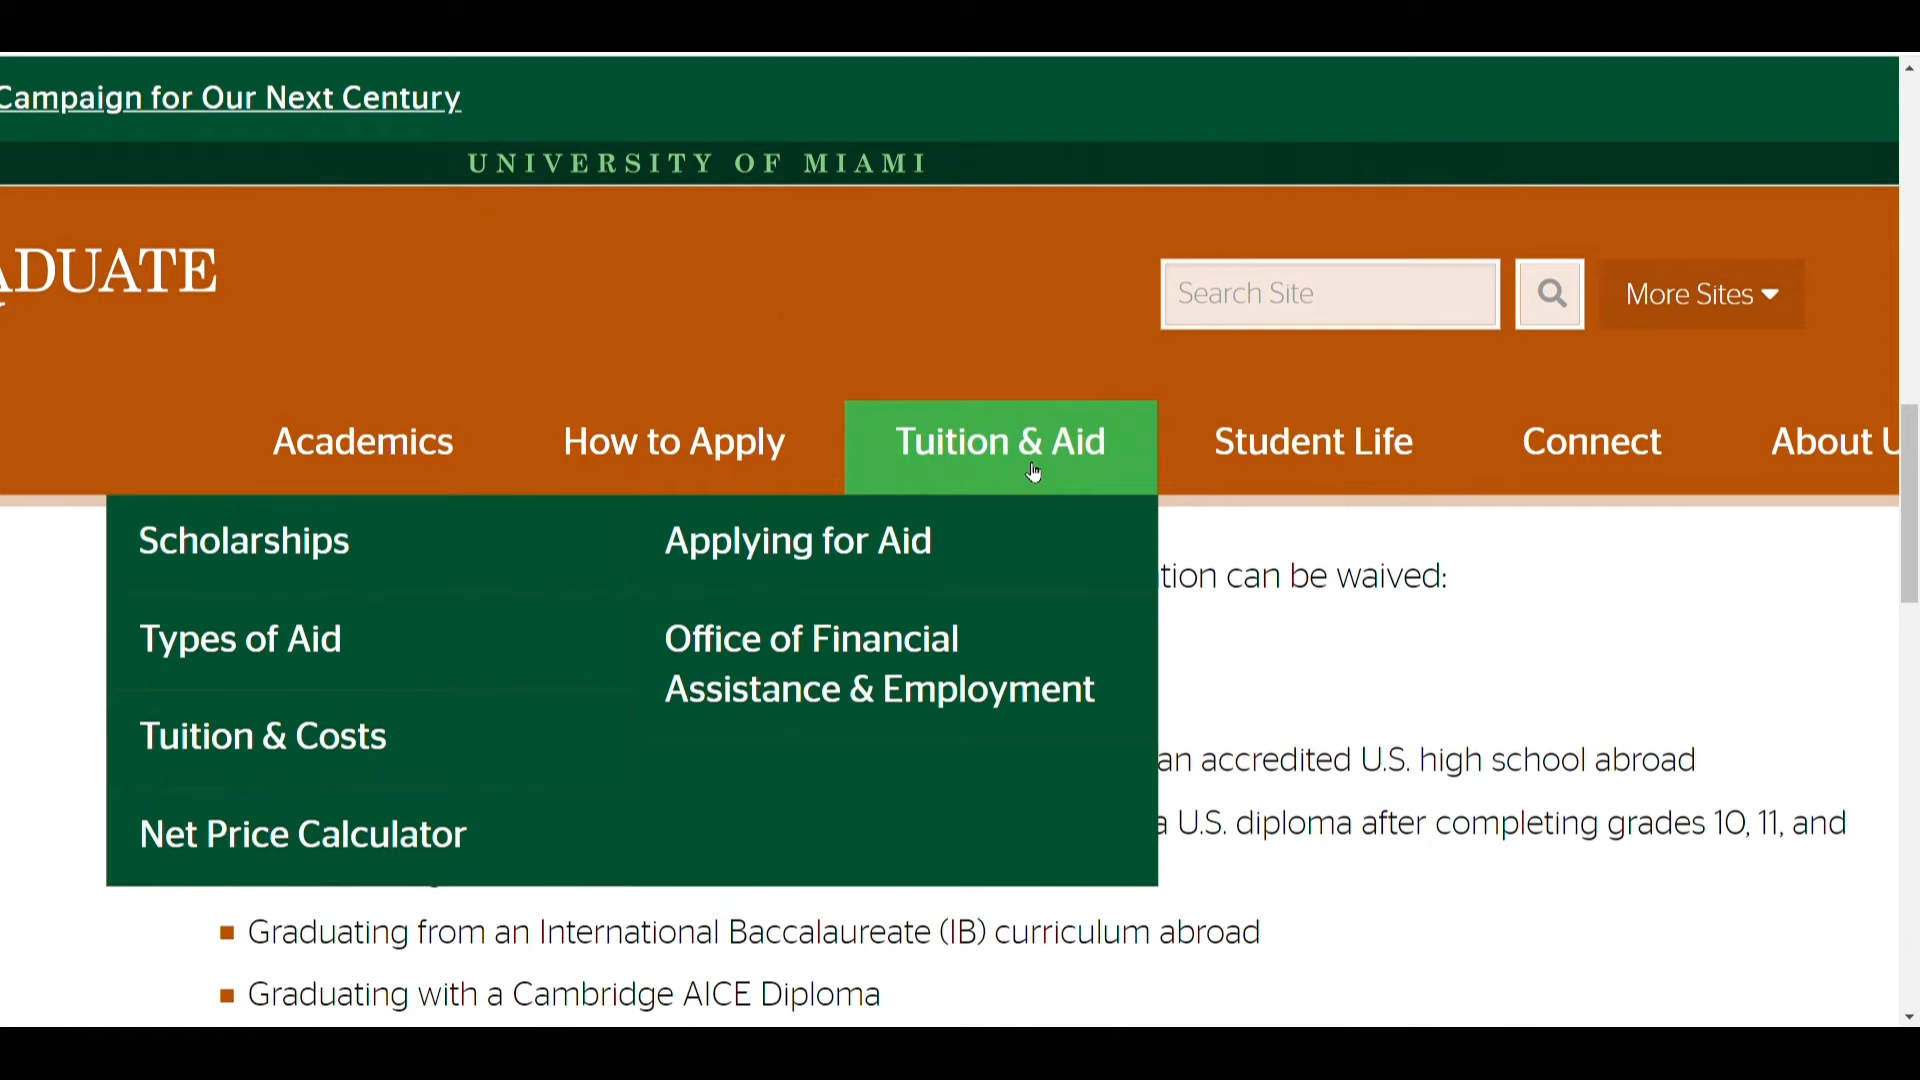 Campaign for Our Next Century
UNIVERSITY OF MIAMI
ADUATE
Search Site
More Sites
Academics
How to Apply
Tuition & Aid
Student Life
Connect
About U
Scholarships
Applying for Aid
tion can be waived:
Types of Aid
Office of Financial
Assistance & Employment
Tuition & Costs
an accredited U.S. high school abroad
a U.S. diploma after completing grades 10, 11, and
Net Price Calculator
Graduating from an International Baccalaureate (IB) curriculum abroad
Graduating with a Cambridge AICE Diploma